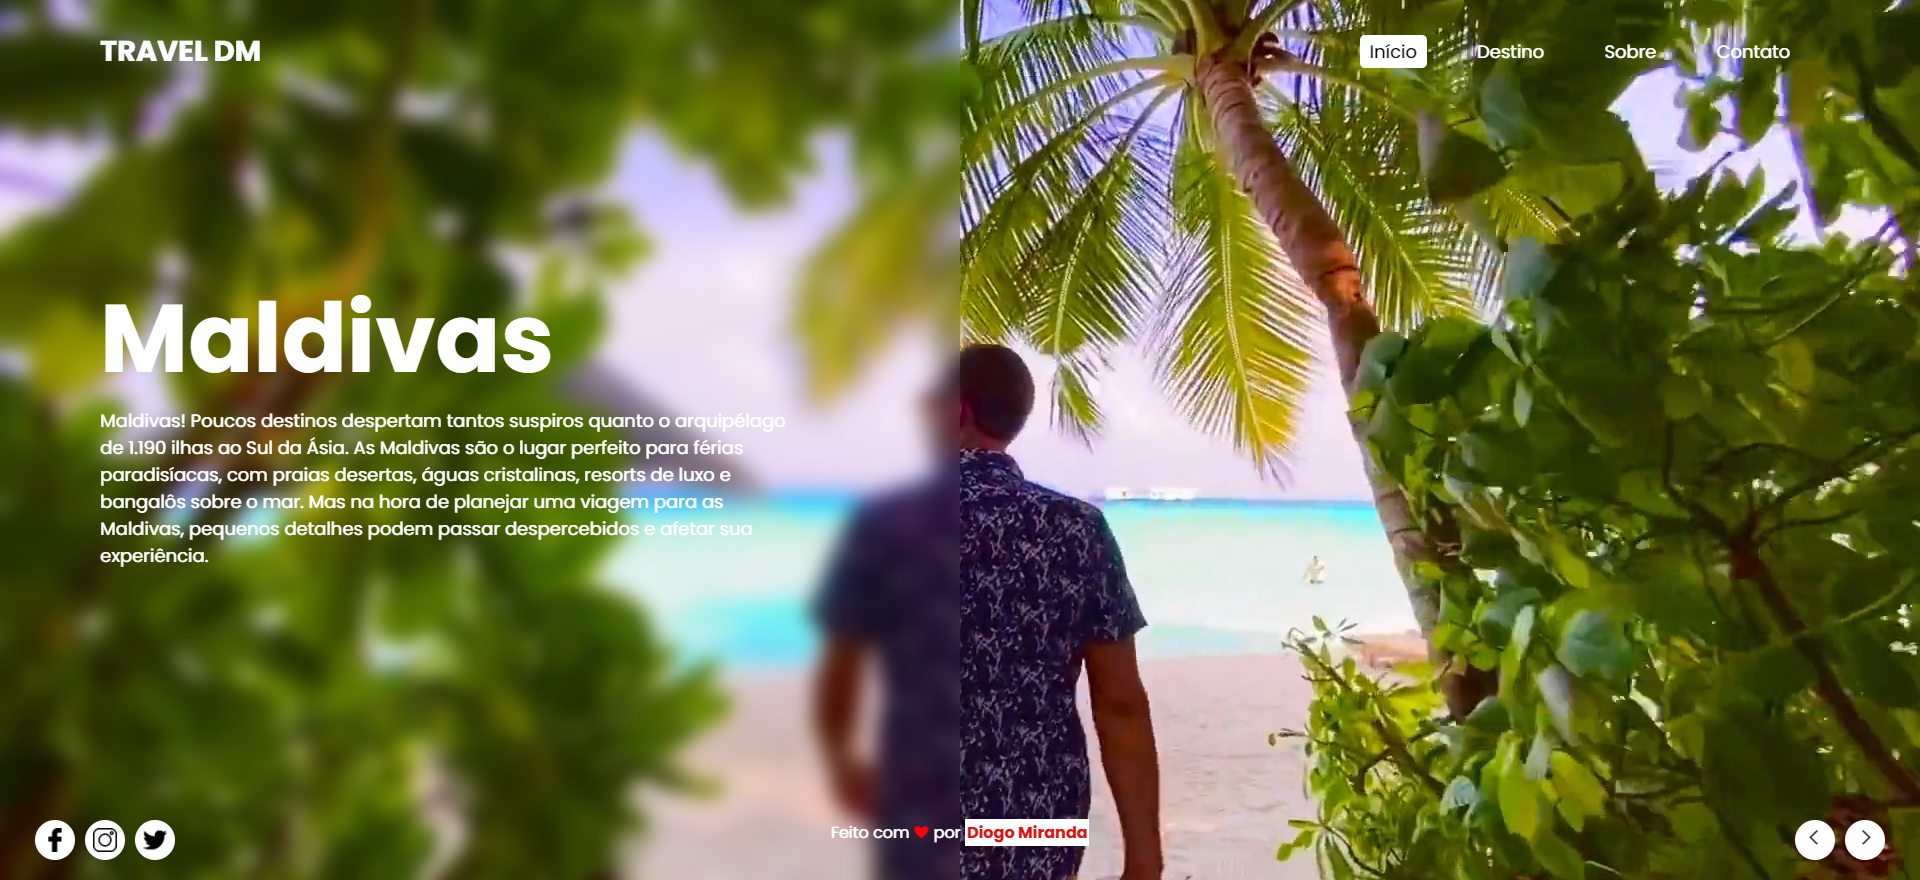 TRAVEL DM
Início Destino Sobre Contato
Maldivas
Maldivas! Poucos destinos despertam tantos suspiros quanto o arquipélago
de 1.190 ilhas ao Sul da Ásia. As Maldivas são o lugar perfeito para férias
paradisíacas, com praias desertas, águas cristalinas, resorts de luxo e
bangalôs sobre o mar. Mas na hora de planejar uma viagem para as
Maldivas, pequenos detalhes podem passar despercebidos e afetar sua
experiência.
Feito com ❤ por Diogo Miranda